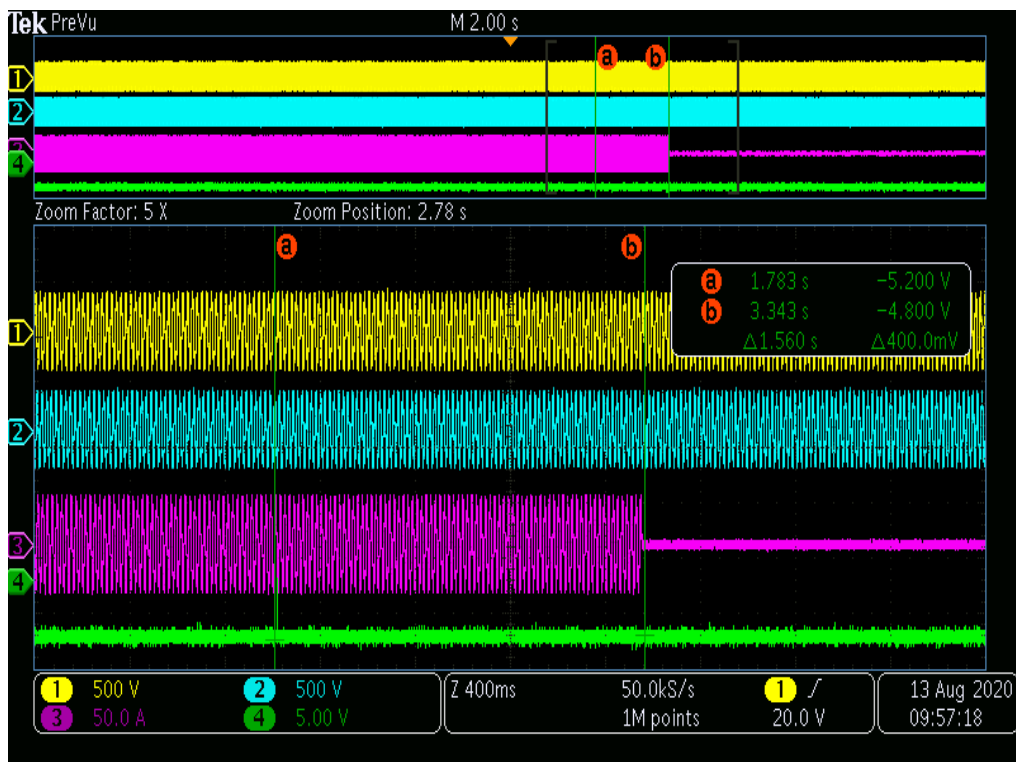 Tek PreVu M 2.00 s
a b
1
2
3
4
Zoom Factor: 5 X Zoom Position: 2.78 s
a b
a 1.783 s −5.200 V
b 3.343 s −4.800 V
Δ1.560 s Δ400.0mV
1
2
3
4
1 500 V 2 500 V Z 400ms 50.0kS/s 1 13 Aug 2020
3 50.0 A 4 5.00 V 1M points 20.0 V 09:57:18